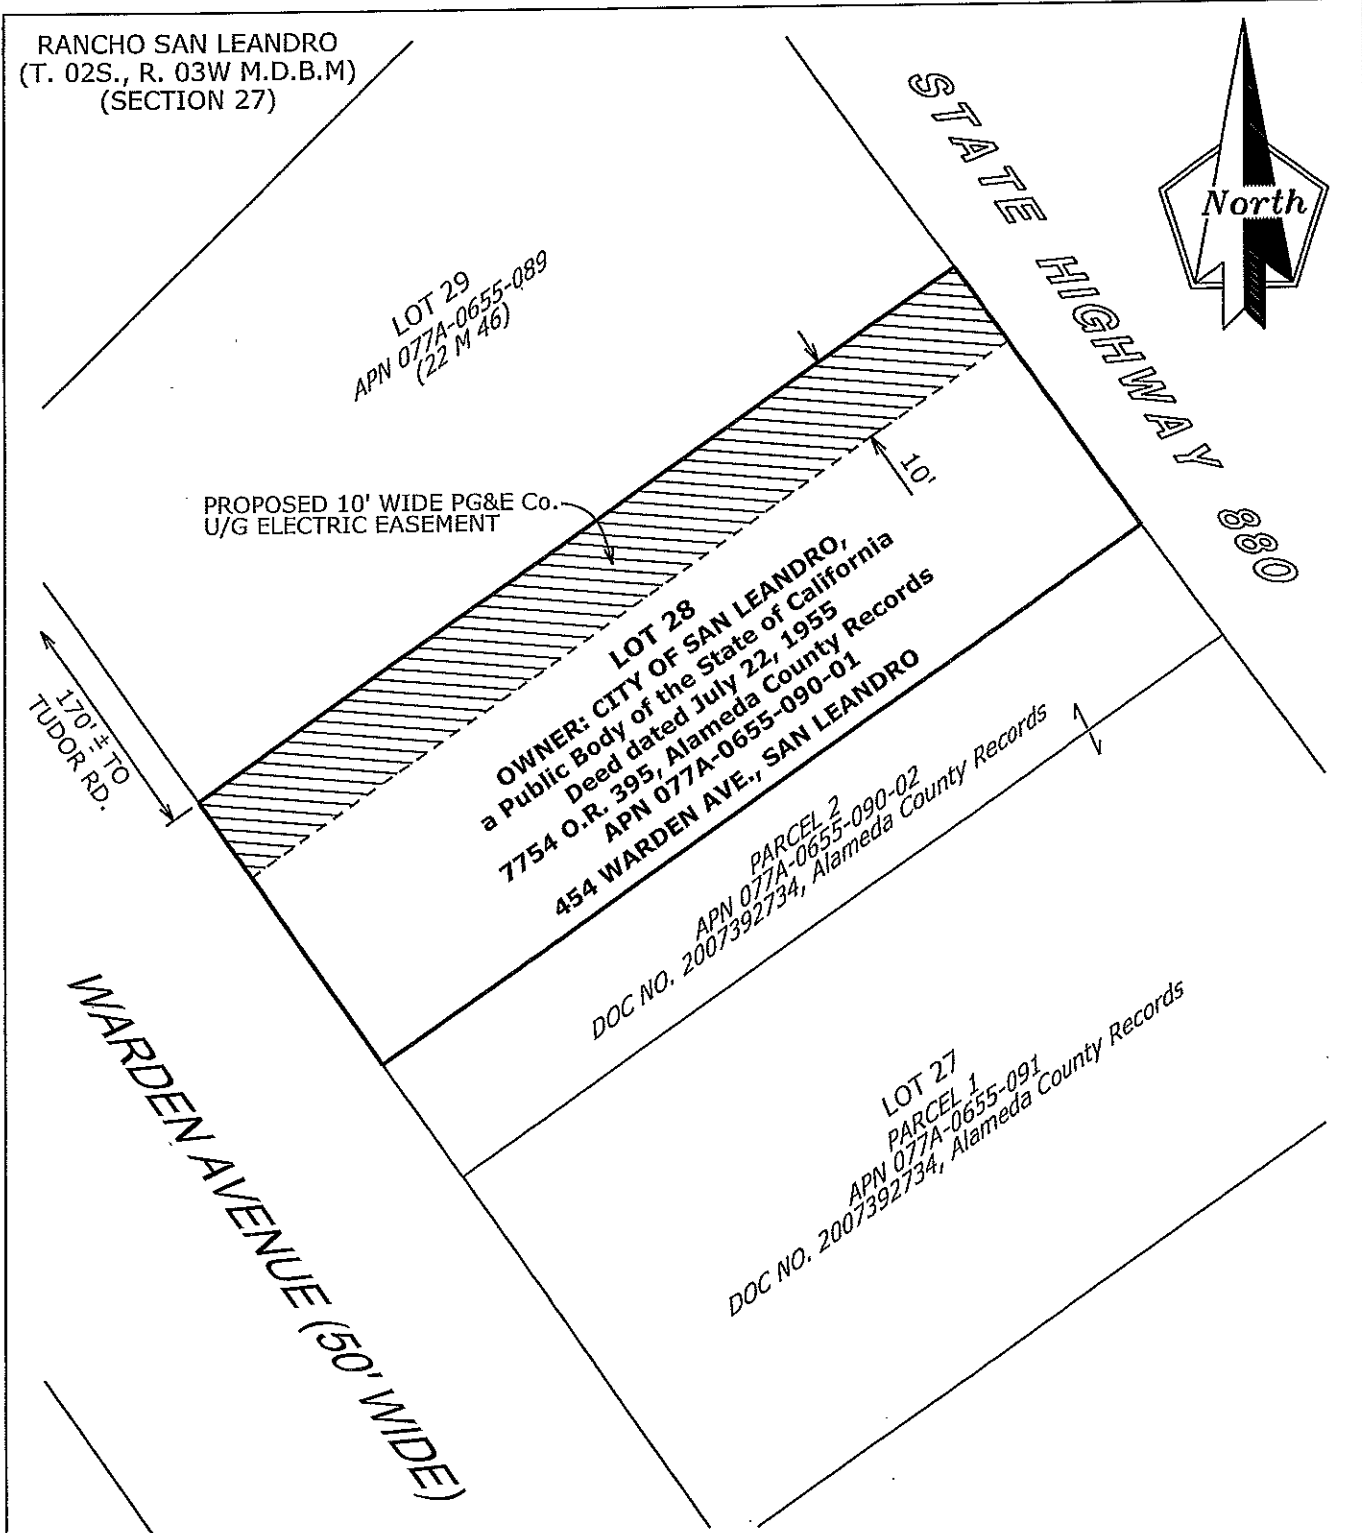 RANCHO SAN LEANDRO
(T. 02S., R. 03W M.D.B.M)
(SECTION 27)
STATE HIGHWAY 880
North
LOT 29
APN 077A-0655-089
(22 M 46)
10'
PROPOSED 10' WIDE PG&E Co.
U/G ELECTRIC EASEMENT
170' ± TO
TUDOR RD.
LOT 28
OWNER: CITY OF SAN LEANDRO,
a Public Body of the State of California
Deed dated July 22, 1955
7754 O.R. 395, Alameda County Records
APN 077A-0655-090-01
454 WARDEN AVE., SAN LEANDRO
PARCEL 2
APN 077A-0655-090-02
DOC NO. 2007392734, Alameda County Records
LOT 27
PARCEL 1
APN 077A-0655-091
DOC NO. 2007392734, Alameda County Records
WARDEN AVENUE (50' WIDE)